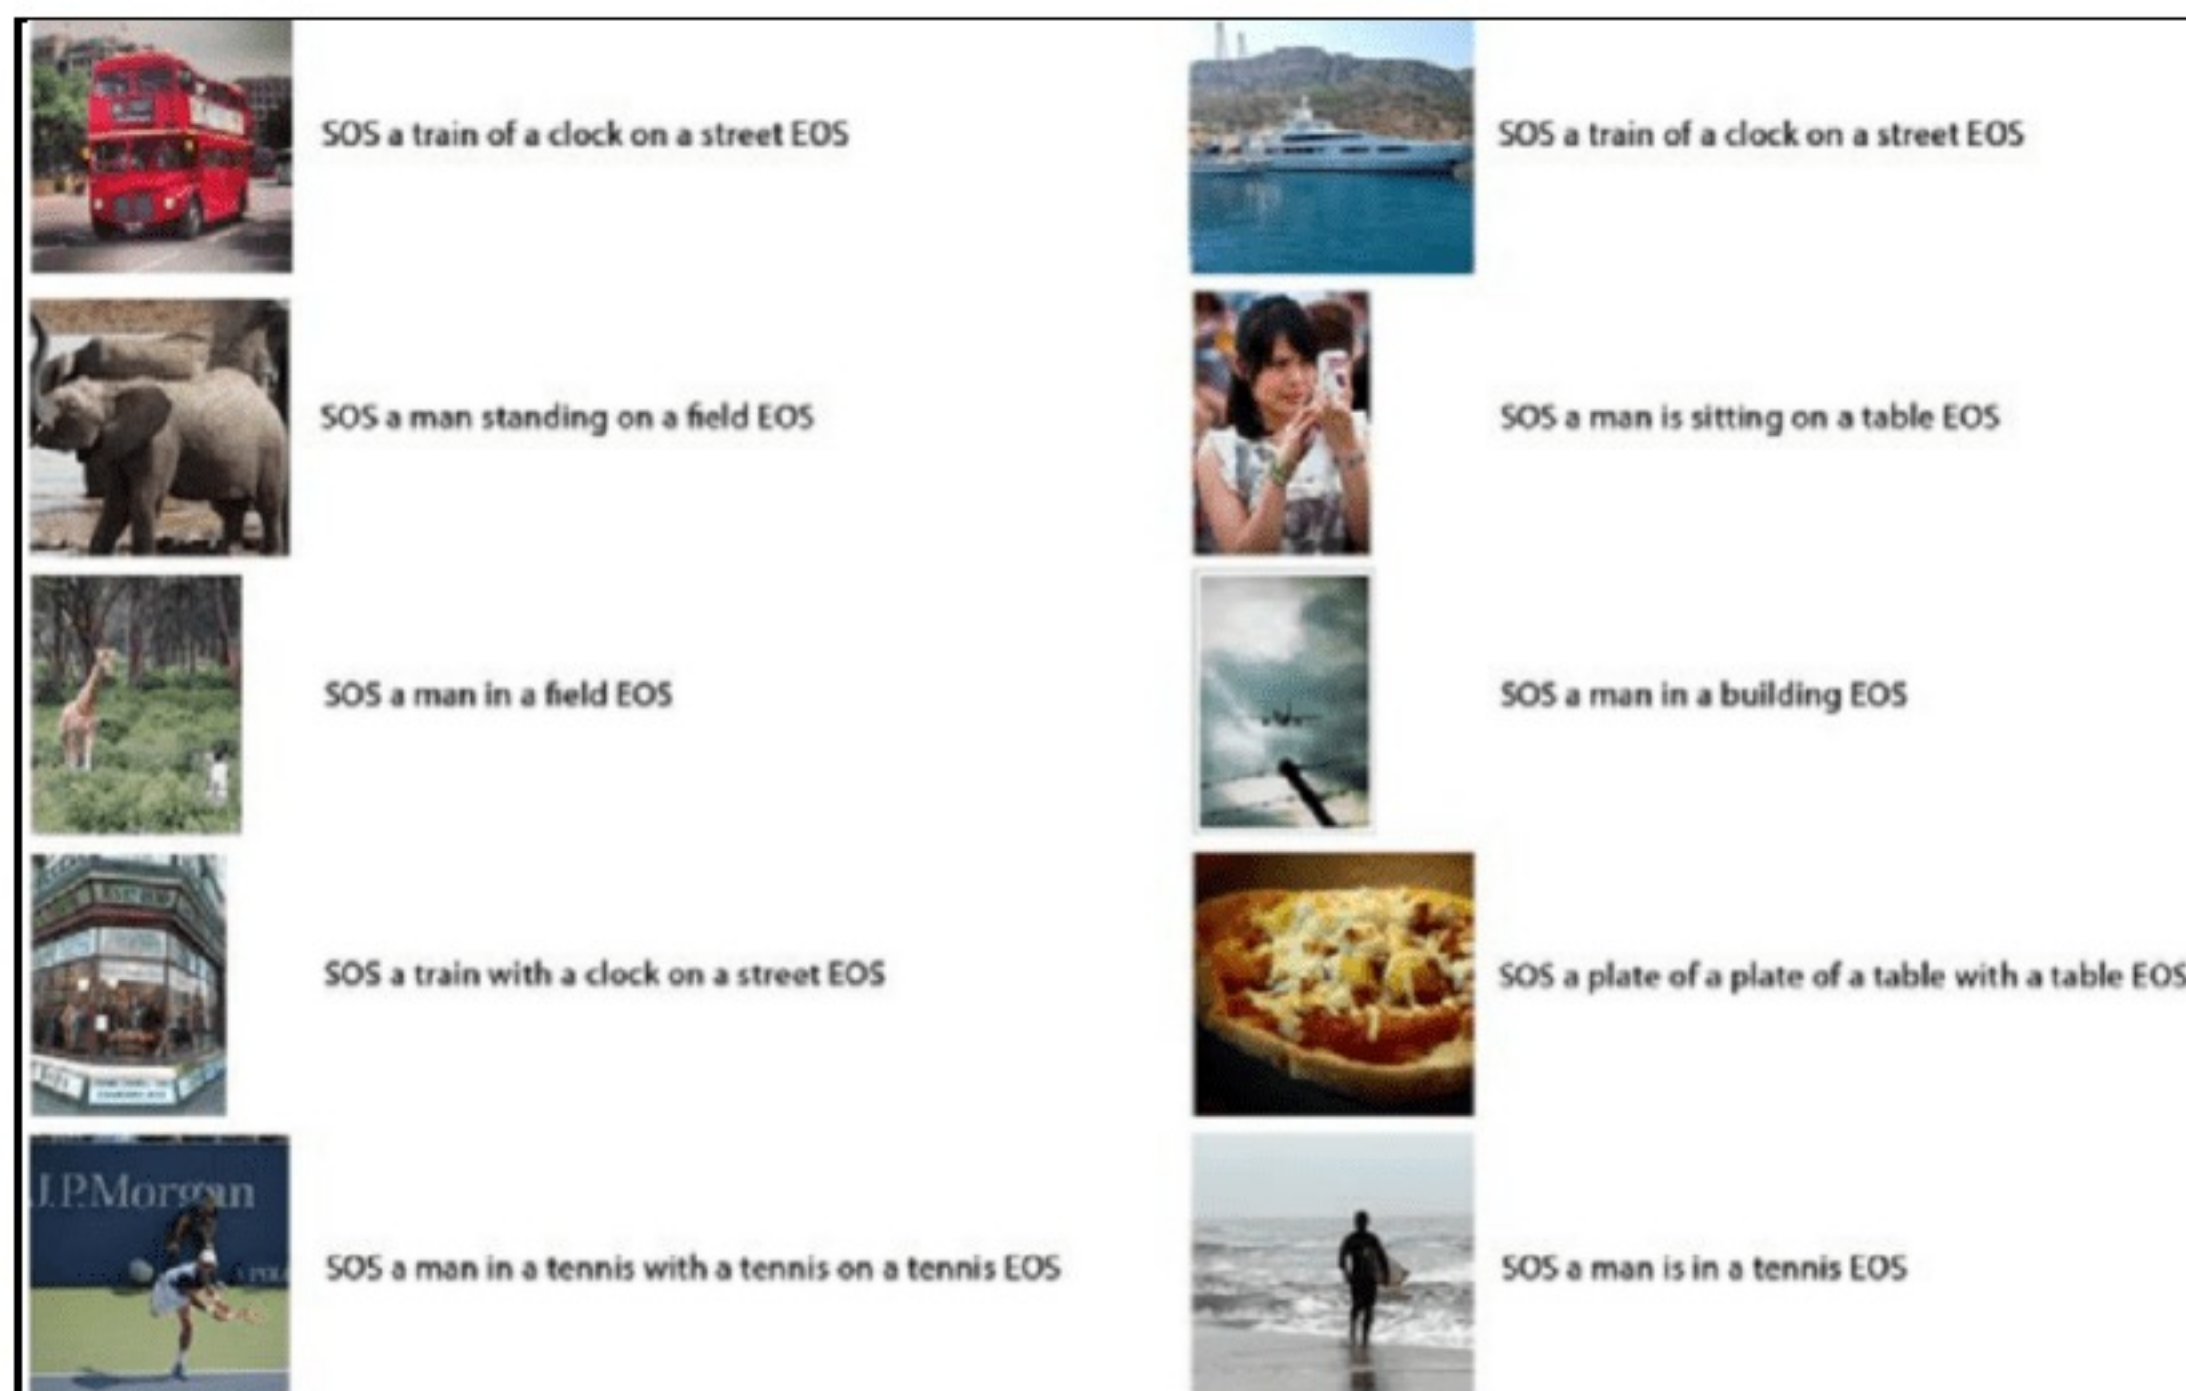 SOS a train of a clock on a street EOS
SOS a train of a clock on a street EOS
SOS a man standing on a field EOS
SOS a man is sitting on a table EOS
SOS a man in a field EOS
SOS a man in a building EOS
SOS a train with a clock on a street EOS
SOS a plate of a plate of a table with a table EOS
J.P.Morgan
SOS a man in a tennis with a tennis on a tennis EOS
SOS a man is in a tennis EOS